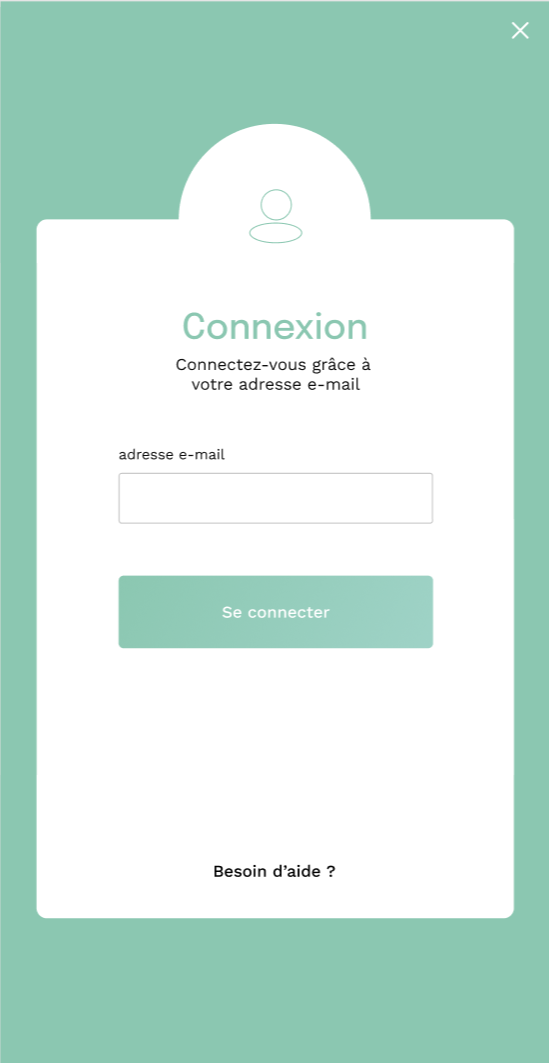 Connexion
Connectez-vous grâce à
votre adresse e-mail
adresse e-mail
Se connecter
Besoin d’aide ?